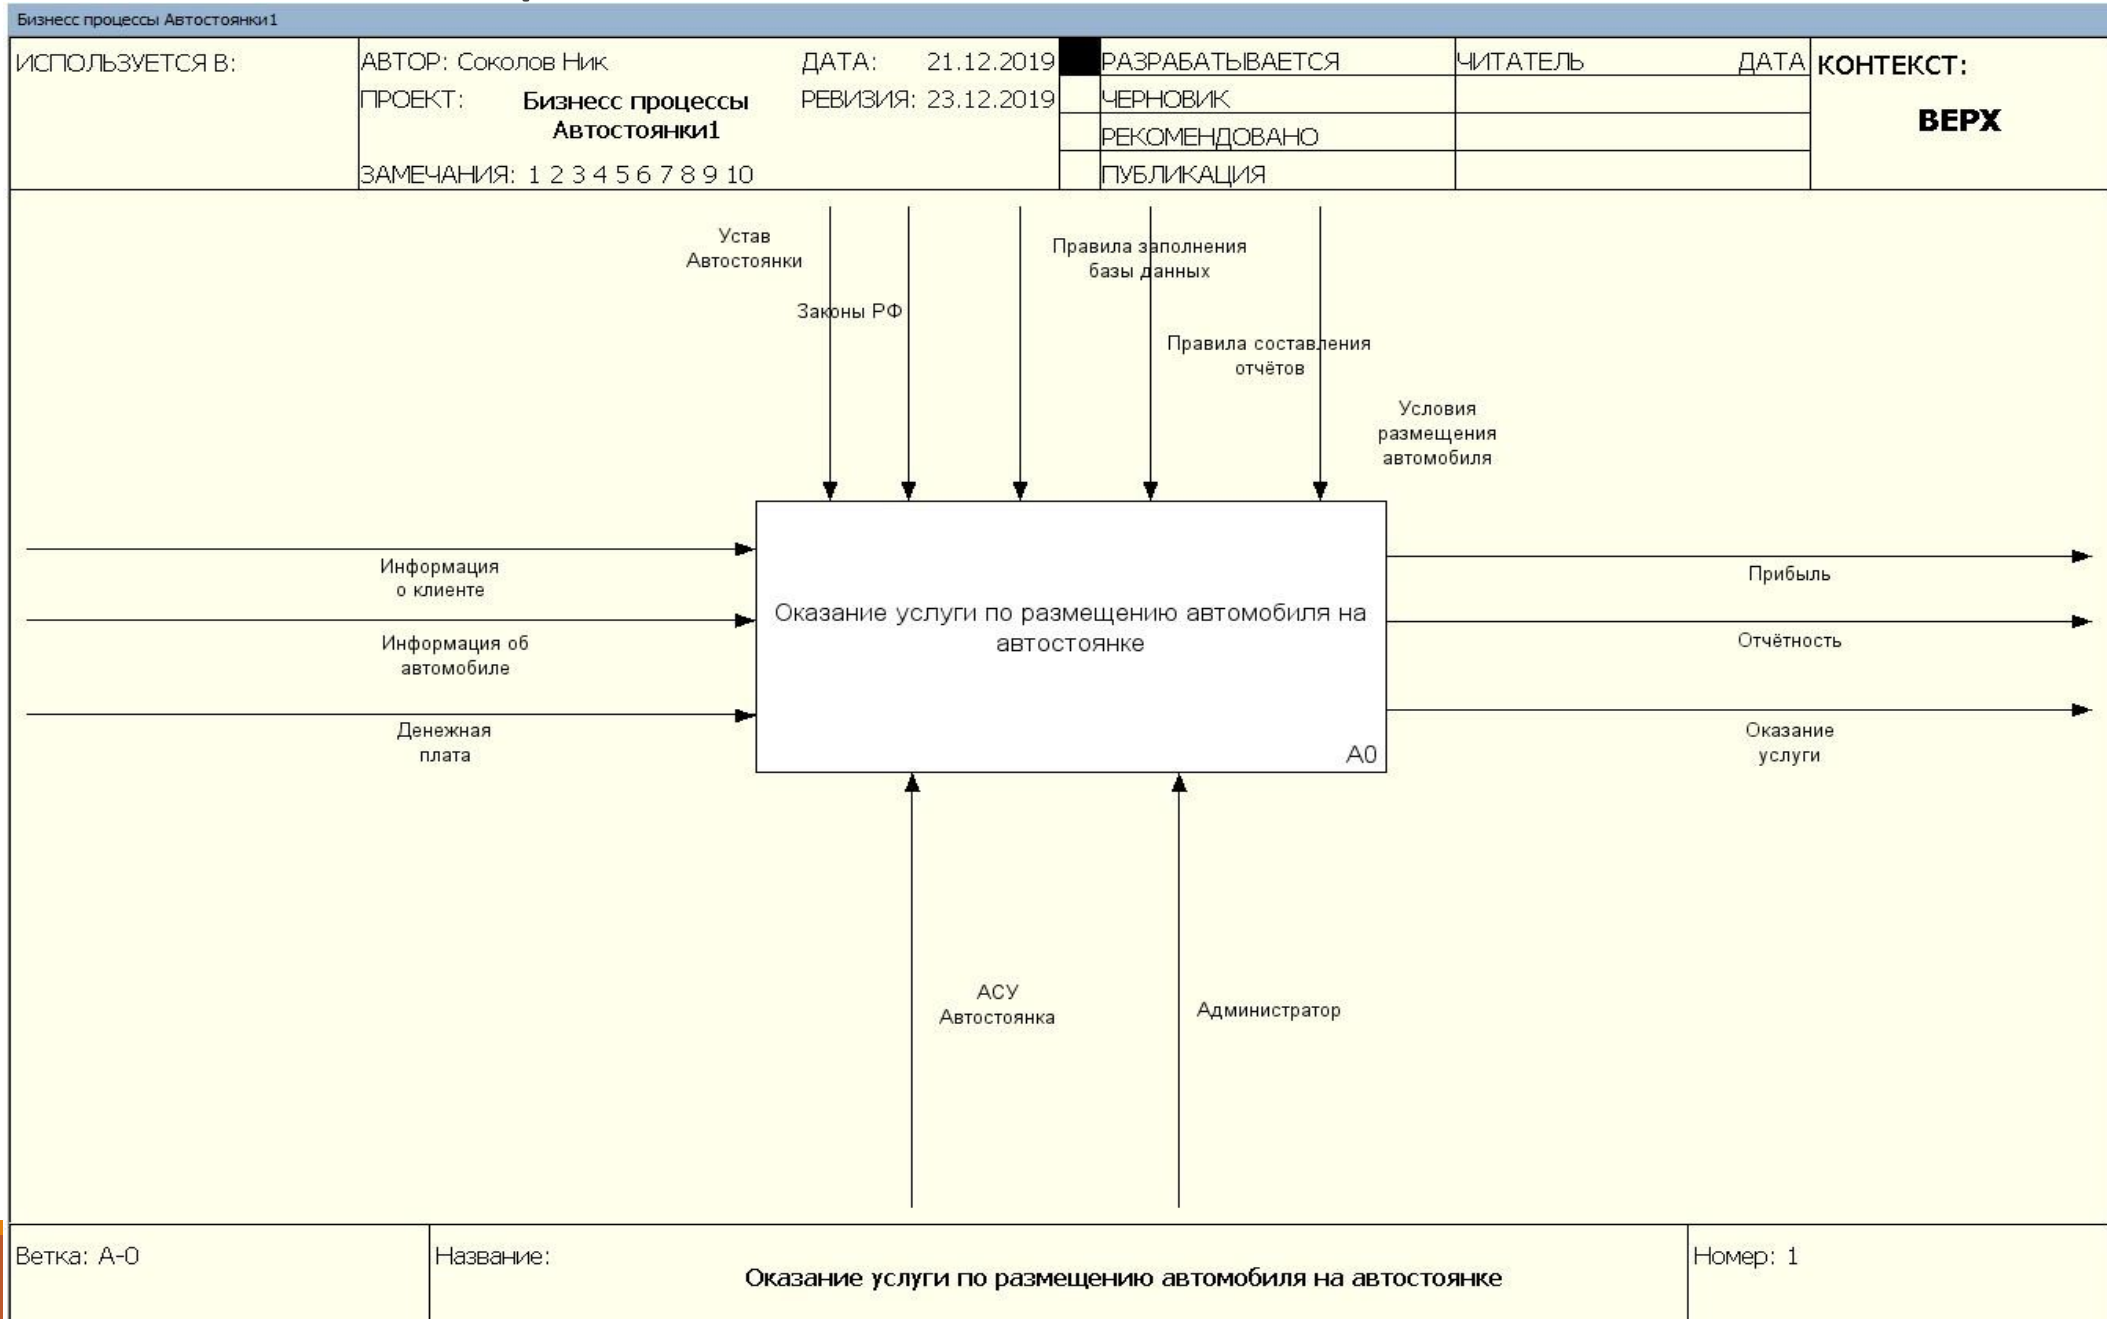 Бизнесс процессы Автостоянки1
ИСПОЛЬЗУЕТСЯ В:
АВТОР: Соколов Ник
ДАТА: 21.12.2019
ПРОЕКТ: Бизнесс процессы
Автостоянки1
РЕВИЗИЯ: 23.12.2019
ЗАМЕЧАНИЯ: 1 2 3 4 5 6 7 8 9 10
РАЗРАБАТЫВАЕТСЯ
ЧЕРНОВИК
РЕКОМЕНДОВАНО
ПУБЛИКАЦИЯ
ЧИТАТЕЛЬ ДАТА
КОНТЕКСТ:
ВЕРХ
Устав
Автостоянки
Законы РФ
Правила заполнения
базы данных
Правила составления
отчётов
Условия
размещения
автомобиля
Информация
о клиенте
Информация об
автомобиле
Денежная
плата
Оказание услуги по размещению автомобиля на
автостоянке
A0
Прибыль
Отчётность
Оказание
услуги
АСУ
Автостоянка
Администратор
Ветка: A-0
Название:
Оказание услуги по размещению автомобиля на автостоянке
Номер: 1